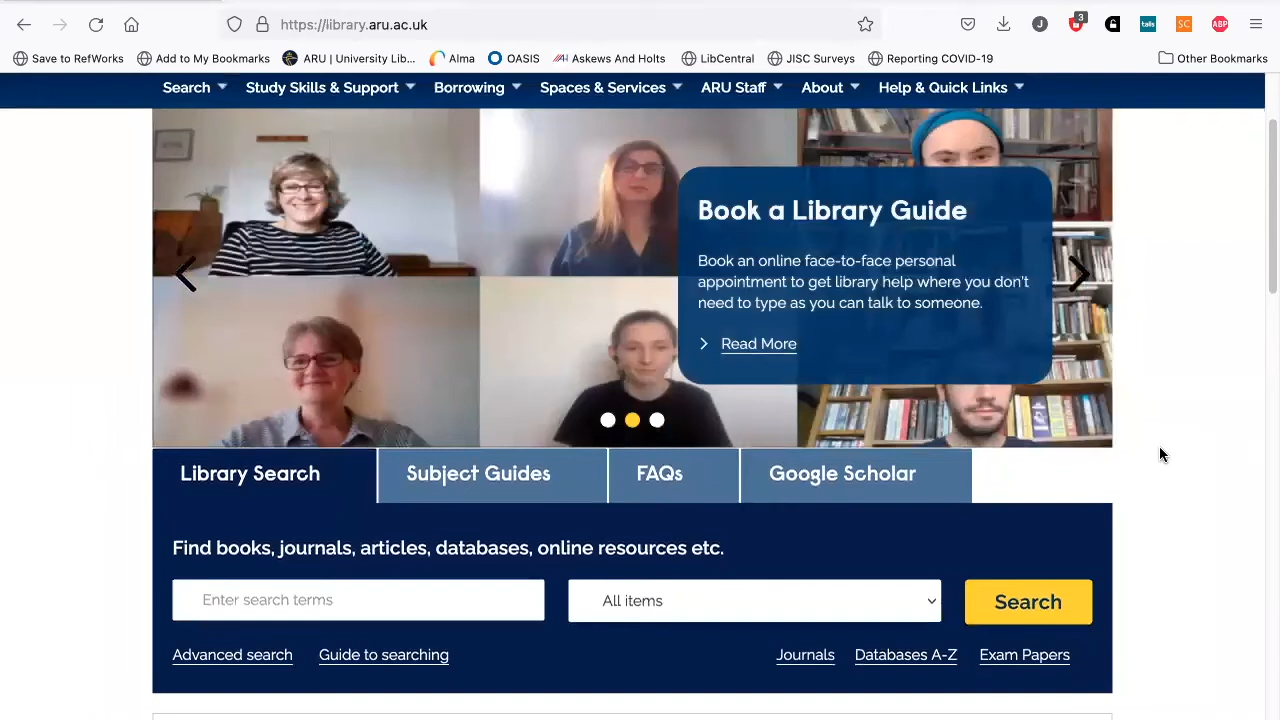 https://library.aru.ac.uk
3
J
talis
SC
ABP
Save to RefWorks
Add to My Bookmarks
ARU | University Lib...
Alma
OASIS
Askews And Holts
LibCentral
JISC Surveys
Reporting COVID-19
Other Bookmarks
Search
Study Skills & Support
Borrowing
Spaces & Services
ARU Staff
About
Help & Quick Links
Book a Library Guide
Book an online face-to-face personal
appointment to get library help where you don't
need to type as you can talk to someone.
Read More
Library Search
Subject Guides
FAQs
Google Scholar
Find books, journals, articles, databases, online resources etc.
Enter search terms
All items
Search
Advanced search
Guide to searching
Journals
Databases A-Z
Exam Papers